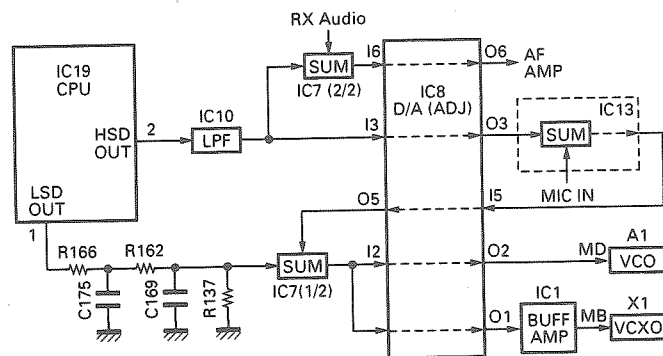 RX Audio
IC19
CPU
HSD
OUT
2
LSD
OUT
1
IC10
LPF
SUM
IC7 (2/2)
I6
IC8
D/A (ADJ)
O6
AF
AMP
I3
O3
IC13
SUM
MIC IN
O5
I5
R166
R162
C175
C169
R137
SUM
IC7(1/2)
I2
O2
MD
A1
VCO
O1
IC1
BUFF
AMP
MB
X1
VCXO